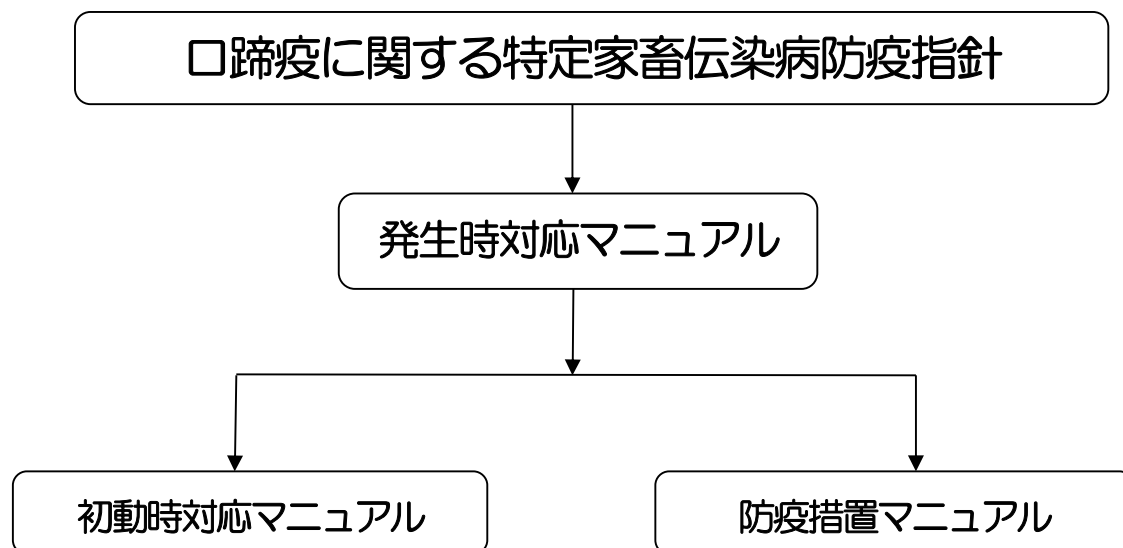 口蹄疫に関する特定家畜伝染病防疫指針
発生時対応マニュアル
初動時対応マニュアル
防疫措置マニュアル